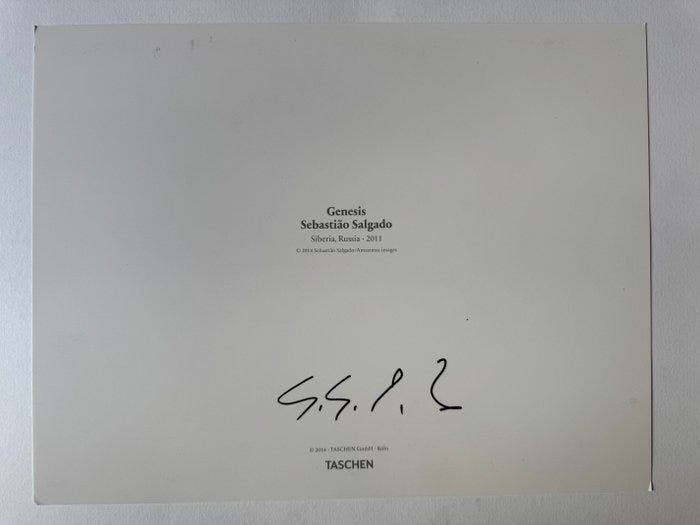 Genesis
Sebastião Salgado
Siberia, Russia · 2011
© 2014 Sebastião Salgado/Amazonas images
© 2014 · TASCHEN GmbH · Köln
TASCHEN